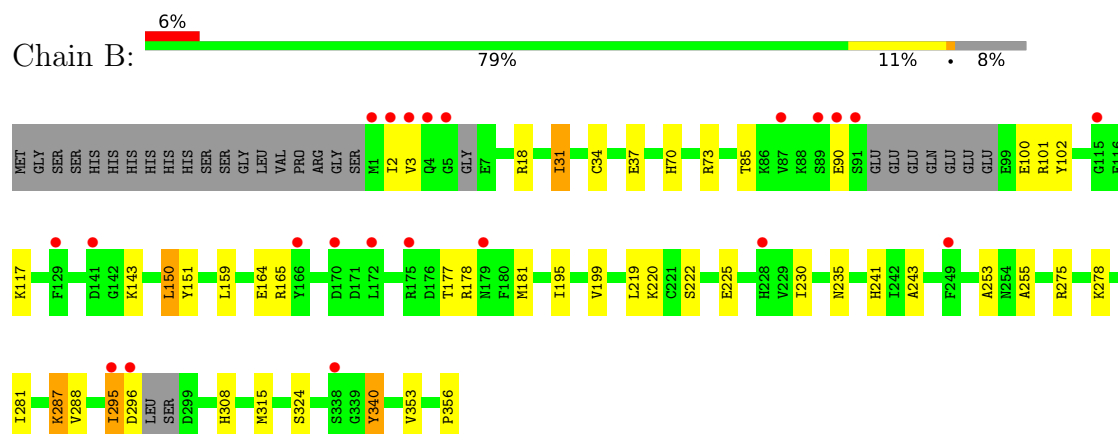 6%
Chain B:
79% 11% • 8%
MET GLY SER SER HIS HIS HIS HIS HIS HIS SER SER GLY LEU VAL PRO ARG GLY SER M1 I2 V3 Q4 G5 GLY E7 R18 I31 C34 E37 H70 R73 T85 K86 V87 K88 S89 E90 S91 GLU GLU GLU GLN GLU GLU GLU E99 E100 R101 Y102 G115 E116
K117 F129 D141 G142 K143 L150 Y151 L159 E164 R165 Y166 D170 D171 L172 R175 D176 T177 R178 N179 F180 M181 I195 V199 L219 K220 C221 S222 E225 H228 V229 I230 N235 H241 I242 A243 F249 A253 N254 A255 R275 K278
I281 K287 V288 I295 D296 LEU SER D299 H308 M315 S324 S338 G339 Y340 V353 P356